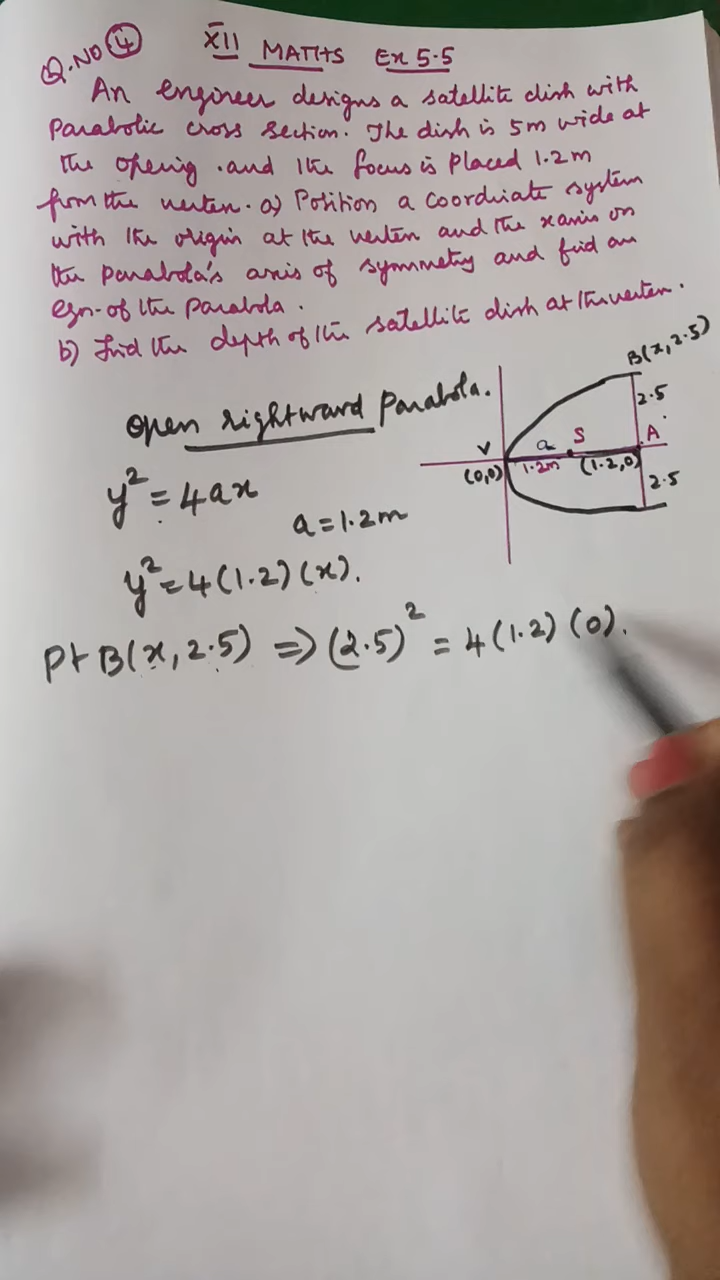 Q.NO 4 XII MATHS Ex 5.5
An engineer designs a satellite dish with
Parabolic cross section. The dish is 5m wide at
the opening .and the focus is Placed 1.2m
from the vertex. a) Position a coordiate system
with the origin at the vertex and the x axis on
the parabola's axis of symmetry and find an
eqn. of the Parabola .
b) Find the depth of the satellite dish at the vertex.
open rightward Parabola.
B(x, 2.5)
2.5
V a S A
(0,0) 1.2m (1.2,0)
2.5
y² = 4ax
a = 1.2m
y² = 4(1.2)(x).
Pt B(x, 2.5) => (2.5)² = 4(1.2)(0).